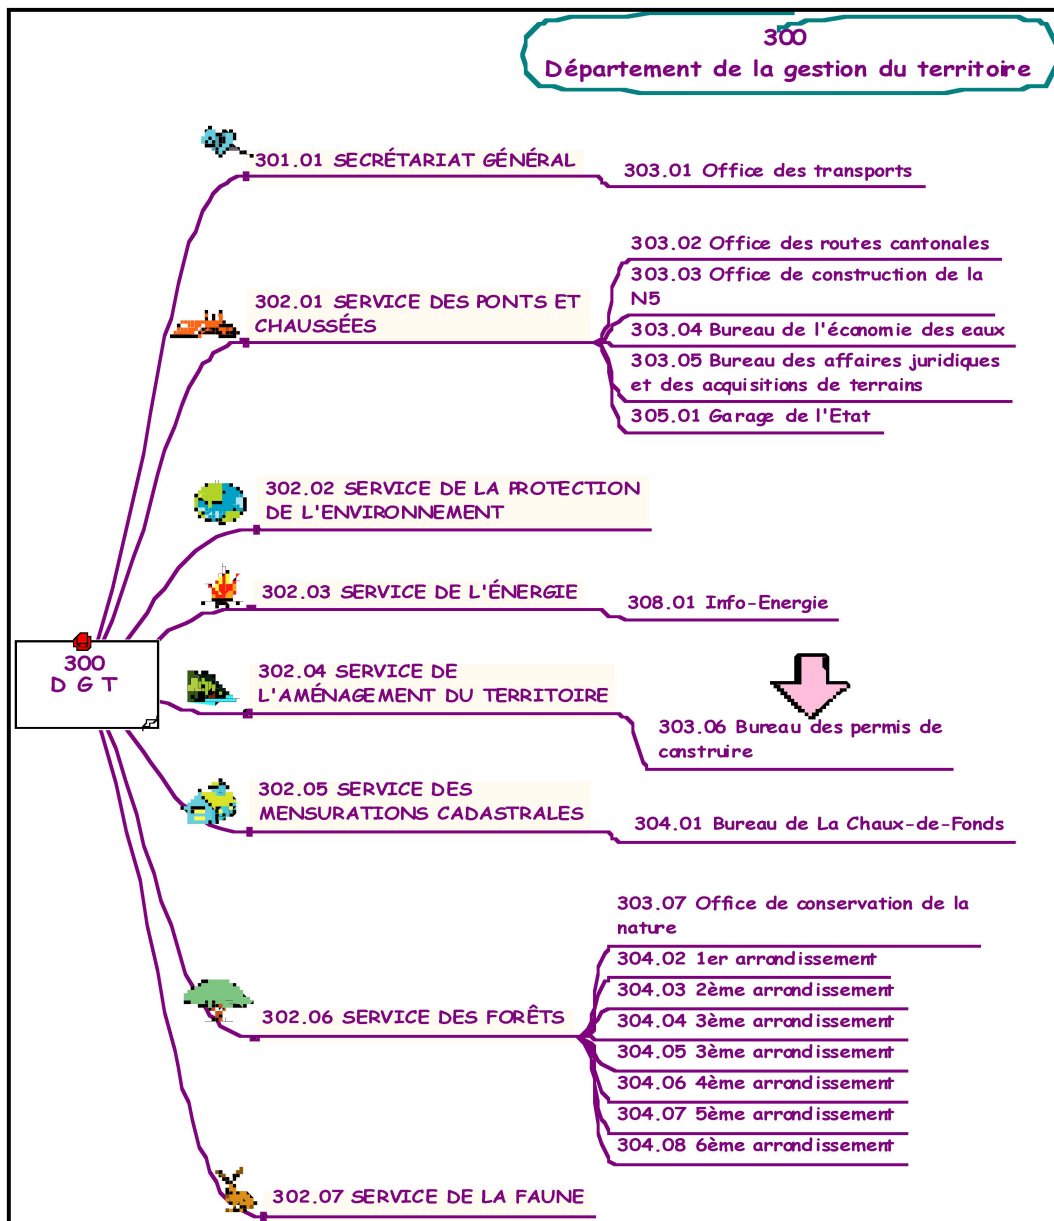 300
Département de la gestion du territoire
301.01 SECRÉTARIAT GÉNÉRAL
303.01 Office des transports
302.01 SERVICE DES PONTS ET
CHAUSSÉES
303.02 Office des routes cantonales
303.03 Office de construction de la
N5
303.04 Bureau de l'économie des eaux
303.05 Bureau des affaires juridiques
et des acquisitions de terrains
305.01 Garage de l'Etat
302.02 SERVICE DE LA PROTECTION
DE L'ENVIRONNEMENT
302.03 SERVICE DE L'ÉNERGIE
308.01 Info-Energie
300
D G T
302.04 SERVICE DE
L'AMÉNAGEMENT DU TERRITOIRE
303.06 Bureau des permis de
construire
302.05 SERVICE DES
MENSURATIONS CADASTRALES
304.01 Bureau de La Chaux-de-Fonds
302.06 SERVICE DES FORÊTS
303.07 Office de conservation de la
nature
304.02 1er arrondissement
304.03 2ème arrondissement
304.04 3ème arrondissement
304.05 3ème arrondissement
304.06 4ème arrondissement
304.07 5ème arrondissement
304.08 6ème arrondissement
302.07 SERVICE DE LA FAUNE